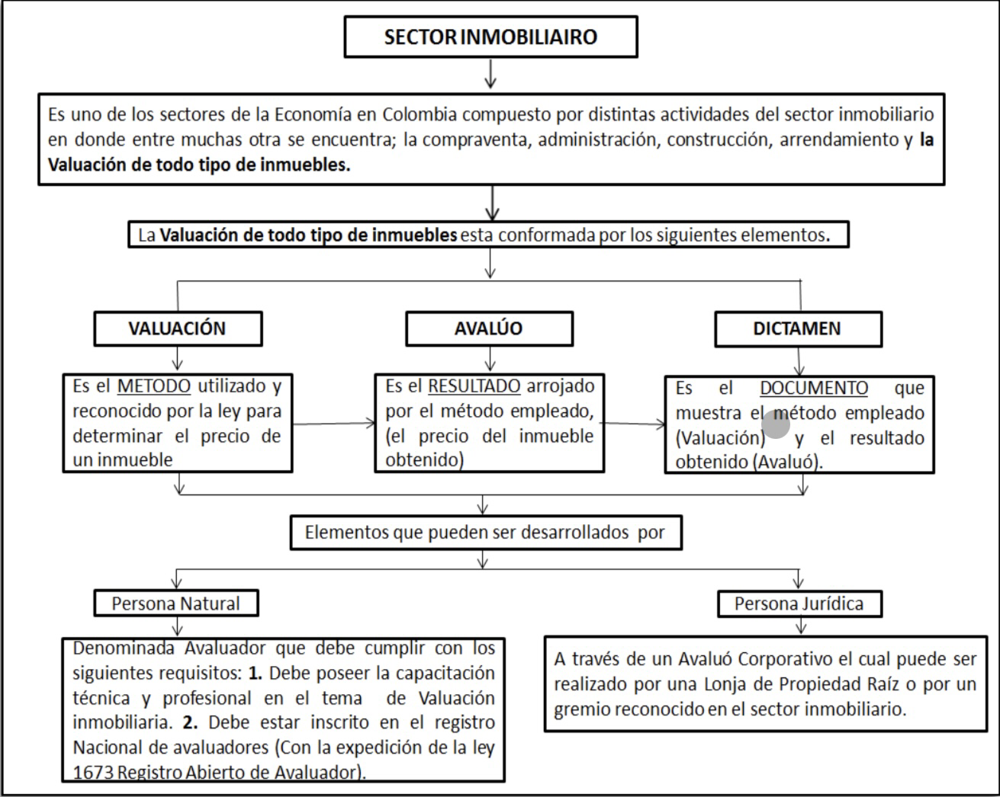 SECTOR INMOBILIAIRO
Es uno de los sectores de la Economía en Colombia compuesto por distintas actividades del sector inmobiliario
en donde entre muchas otra se encuentra; la compraventa, administración, construcción, arrendamiento y la
Valuación de todo tipo de inmuebles.
La Valuación de todo tipo de inmuebles esta conformada por los siguientes elementos.
VALUACIÓN
Es el METODO utilizado y
reconocido por la ley para
determinar el precio de
un inmueble
AVALÚO
Es el RESULTADO arrojado
por el método empleado,
(el precio del inmueble
obtenido)
DICTAMEN
Es el DOCUMENTO que
muestra el método empleado
(Valuación) y el resultado
obtenido (Avaluó).
Elementos que pueden ser desarrollados por
Persona Natural
Denominada Avaluador que debe cumplir con los
siguientes requisitos: 1. Debe poseer la capacitación
técnica y profesional en el tema de Valuación
inmobiliaria. 2. Debe estar inscrito en el registro
Nacional de avaluadores (Con la expedición de la ley
1673 Registro Abierto de Avaluador).
Persona Jurídica
A través de un Avaluó Corporativo el cual puede ser
realizado por una Lonja de Propiedad Raíz o por un
gremio reconocido en el sector inmobiliario.